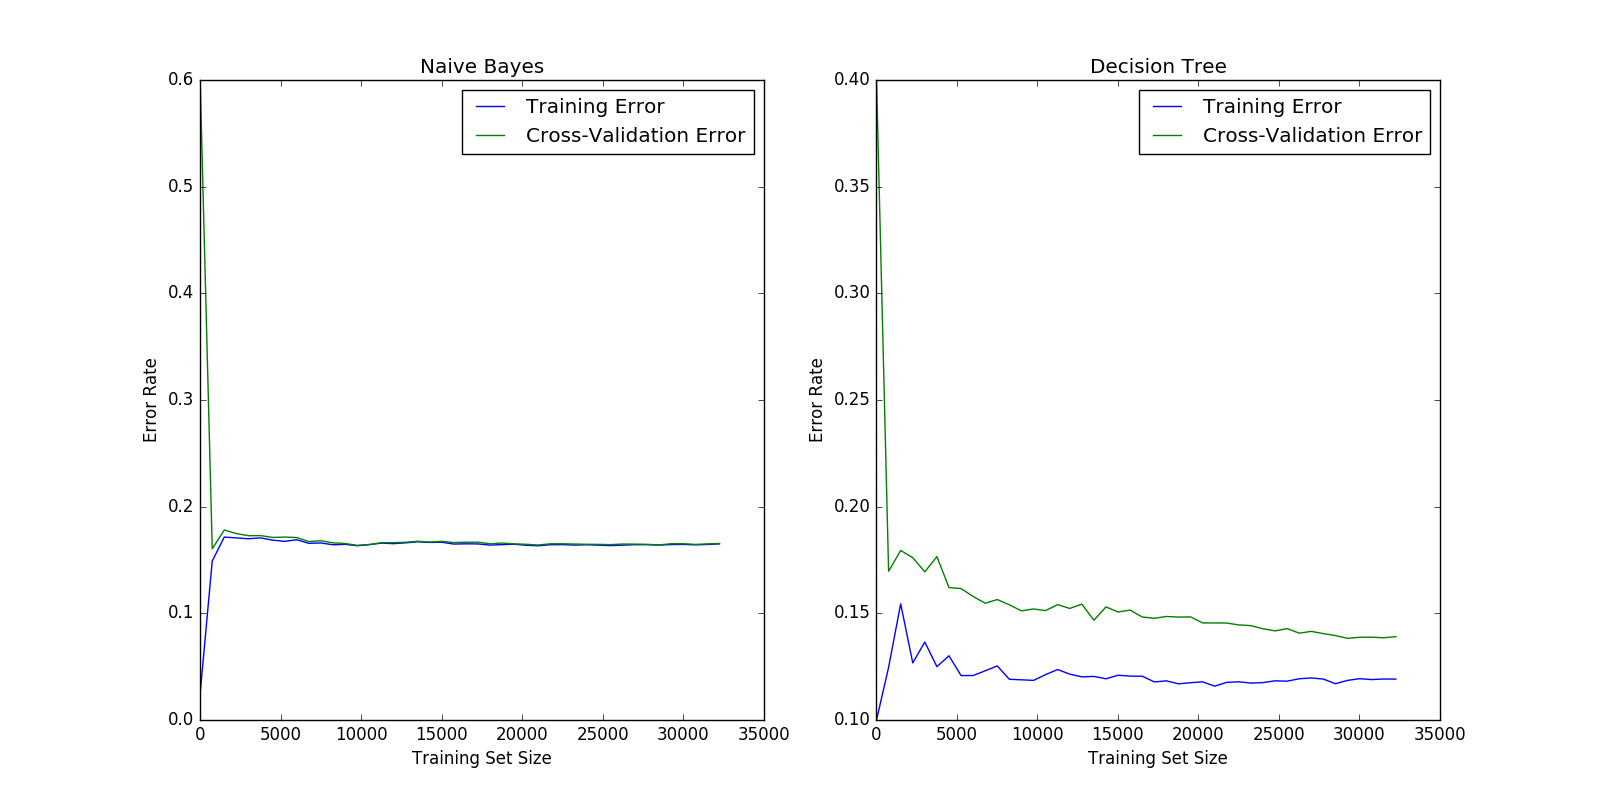 Naive Bayes
0.6
0.5
0.4
0.3
0.2
0.1
0.0
Error Rate
Training Error
Cross-Validation Error
0 5000 10000 15000 20000 25000 30000 35000
Training Set Size
Decision Tree
0.40
0.35
0.30
0.25
0.20
0.15
0.10
Error Rate
Training Error
Cross-Validation Error
0 5000 10000 15000 20000 25000 30000 35000
Training Set Size